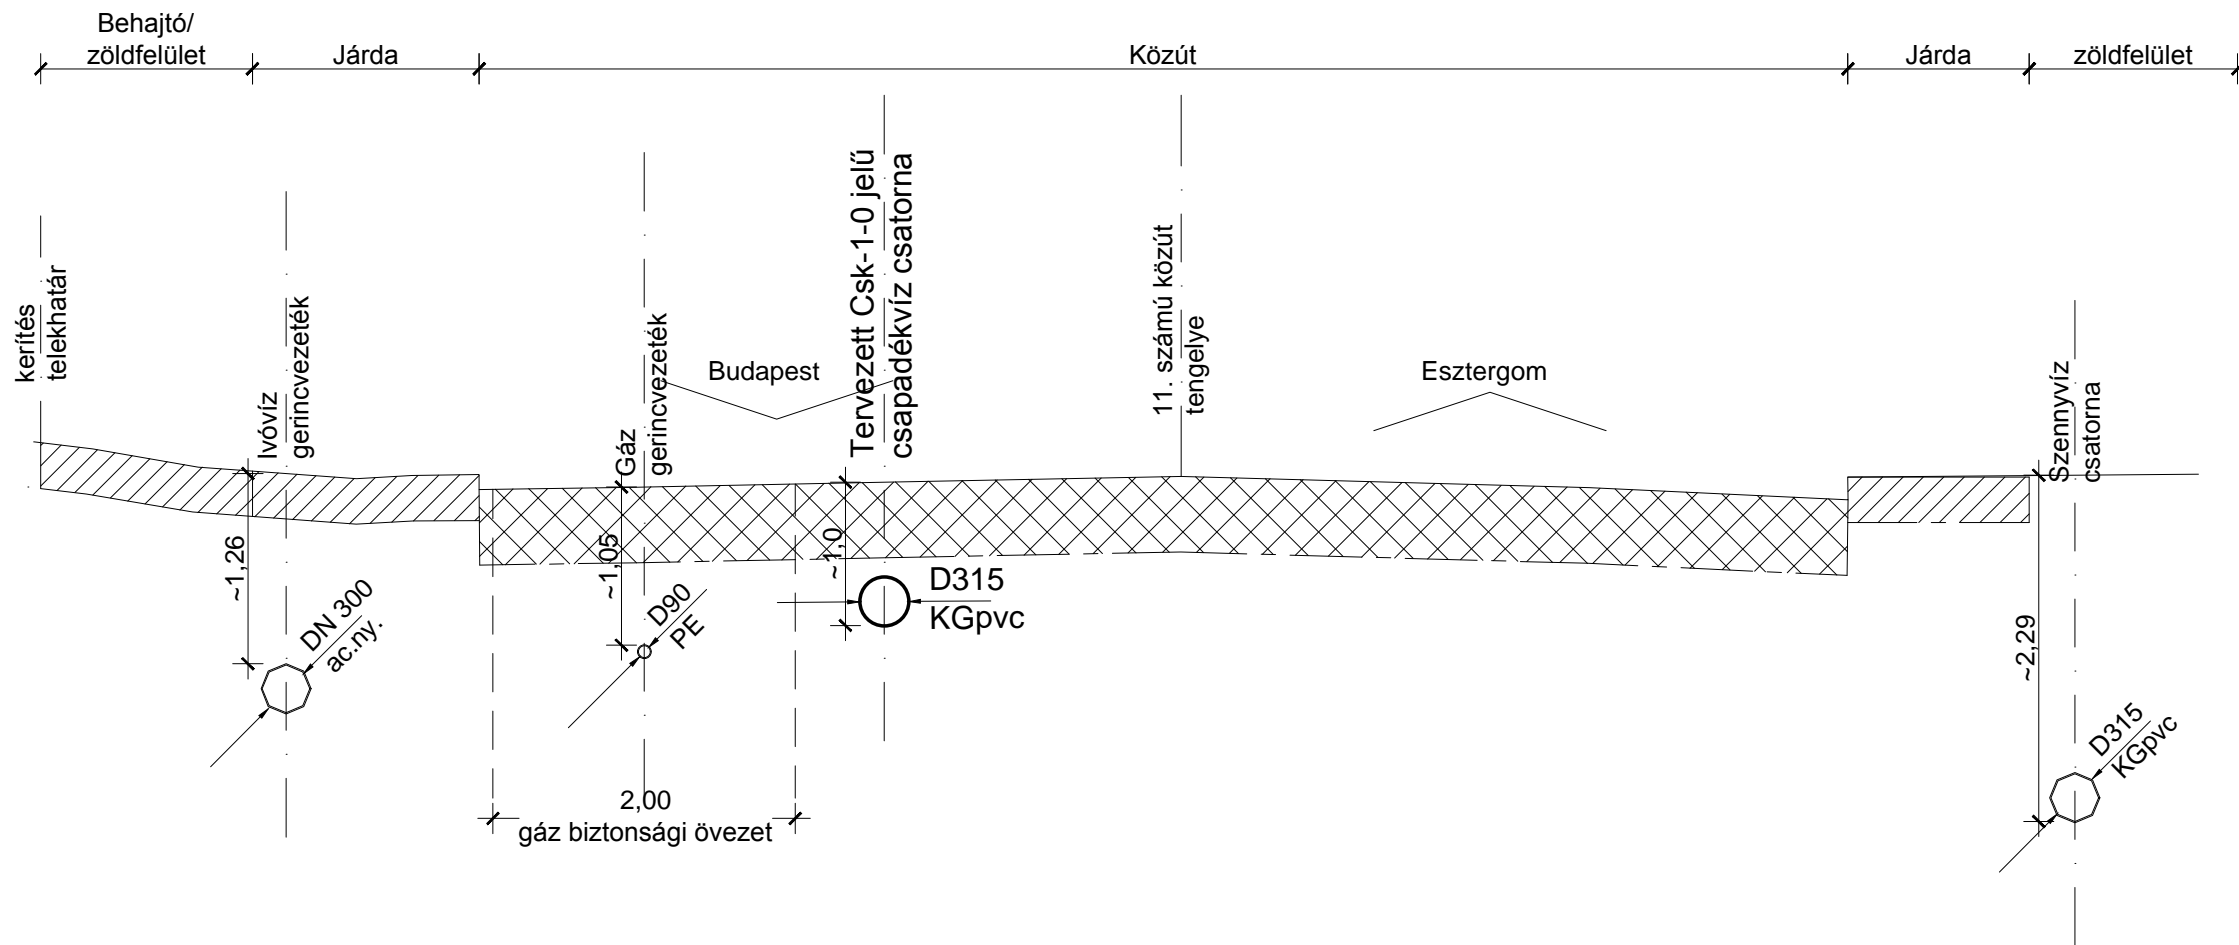 Behajtó/
zöldfelület
Járda
Közút
Járda
zöldfelület
kerítés
telekhatár
Ivóvíz
gerincvezeték
Gáz
gerincvezeték
Budapest
Tervezett Csk-1-0 jelű
csapadékvíz csatorna
11. számú közút
tengelye
Esztergom
Szennyvíz
csatorna
~1,26
DN 300
ac.ny.
~1,05
D90
PE
~1,0
D315
KGpvc
~2,29
D315
KGpvc
2,00
gáz biztonsági övezet